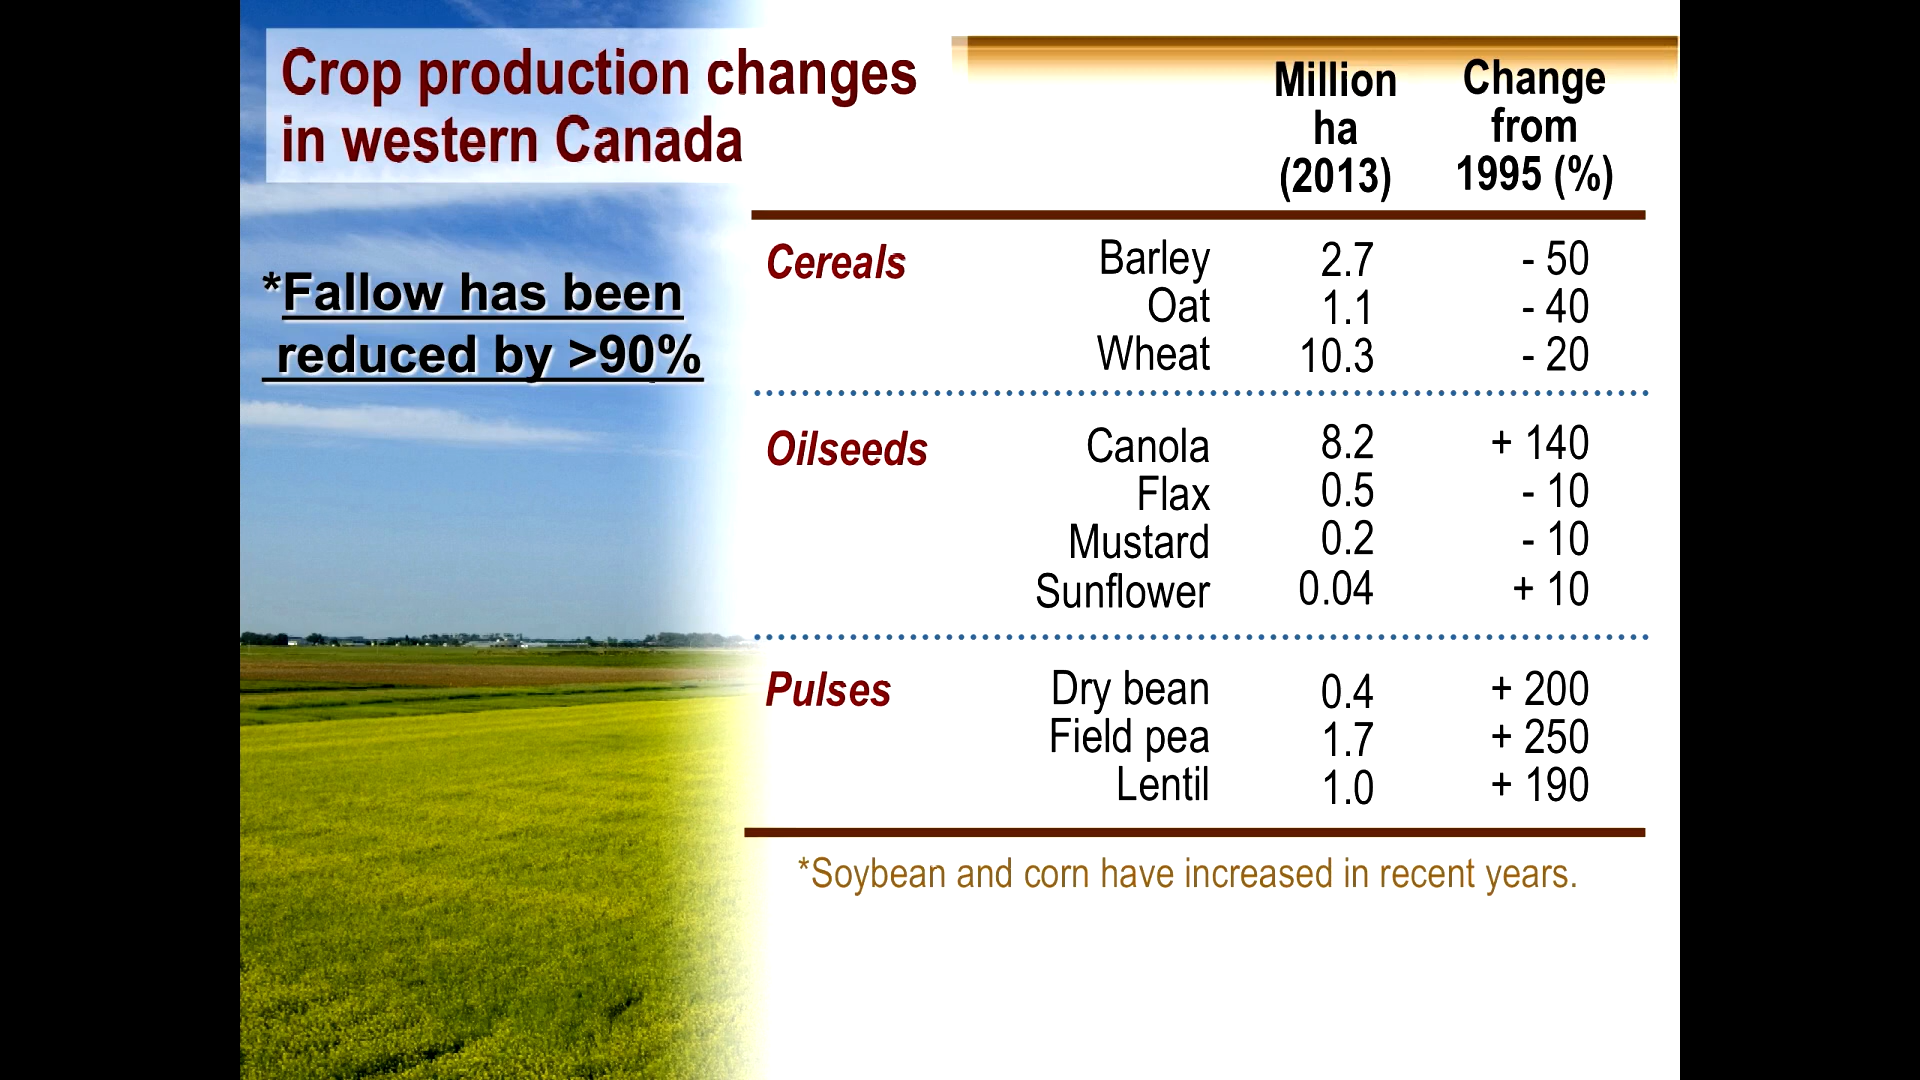 Crop production changes
in western Canada
*Fallow has been
reduced by >90%
Million ha (2013) Change from 1995 (%)
Cereals Barley 2.7 - 50
Oat 1.1 - 40
Wheat 10.3 - 20
Oilseeds Canola 8.2 + 140
Flax 0.5 - 10
Mustard 0.2 - 10
Sunflower 0.04 + 10
Pulses Dry bean 0.4 + 200
Field pea 1.7 + 250
Lentil 1.0 + 190
*Soybean and corn have increased in recent years.